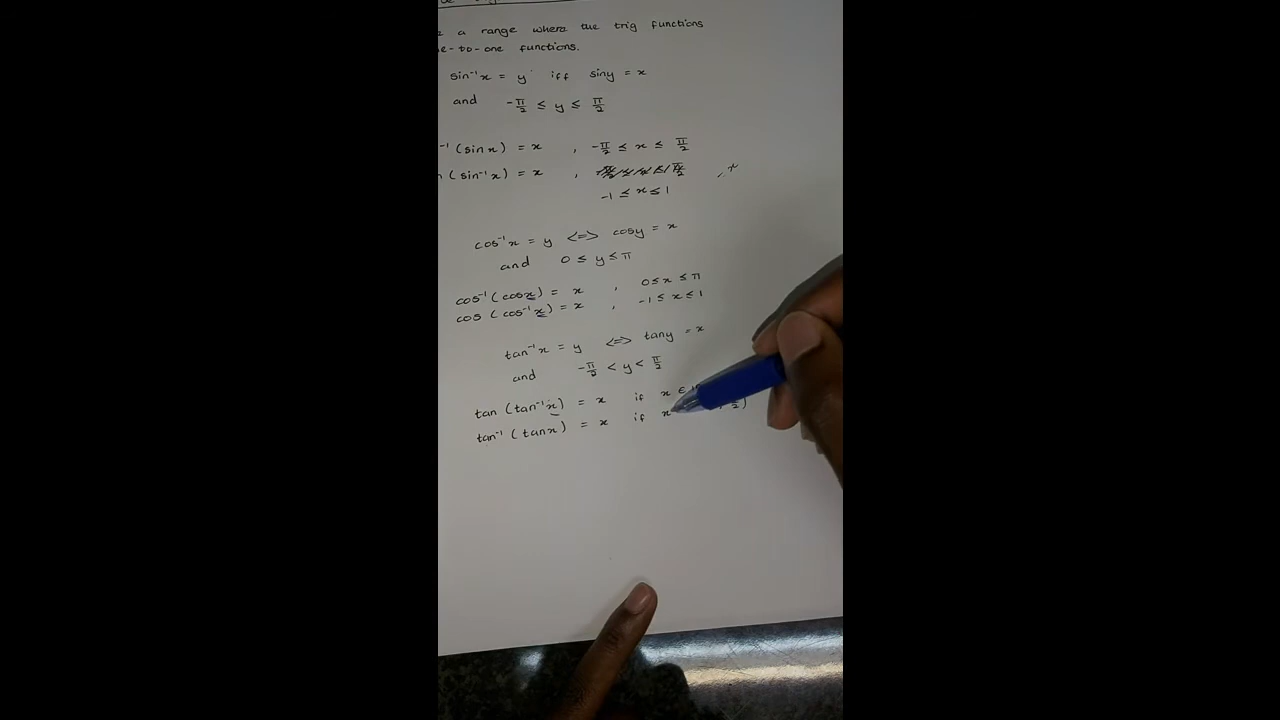 a range where the trig functions
e-to-one functions.
sin⁻¹x = y iff siny = x
and -π/2 ≤ y ≤ π/2
⁻¹(sinx) = x , -π/2 ≤ x ≤ π/2
(sin⁻¹x) = x ,
-1 ≤ x ≤ 1
cos⁻¹x = y <=> cosy = x
and 0 ≤ y ≤ π
cos⁻¹(cosx) = x , 0 ≤ x ≤ π
cos(cos⁻¹x) = x , -1 ≤ x ≤ 1
tan⁻¹x = y <=> tany = x
and -π/2 < y < π/2
tan(tan⁻¹x) = x if x ∈
tan⁻¹(tanx) = x if x